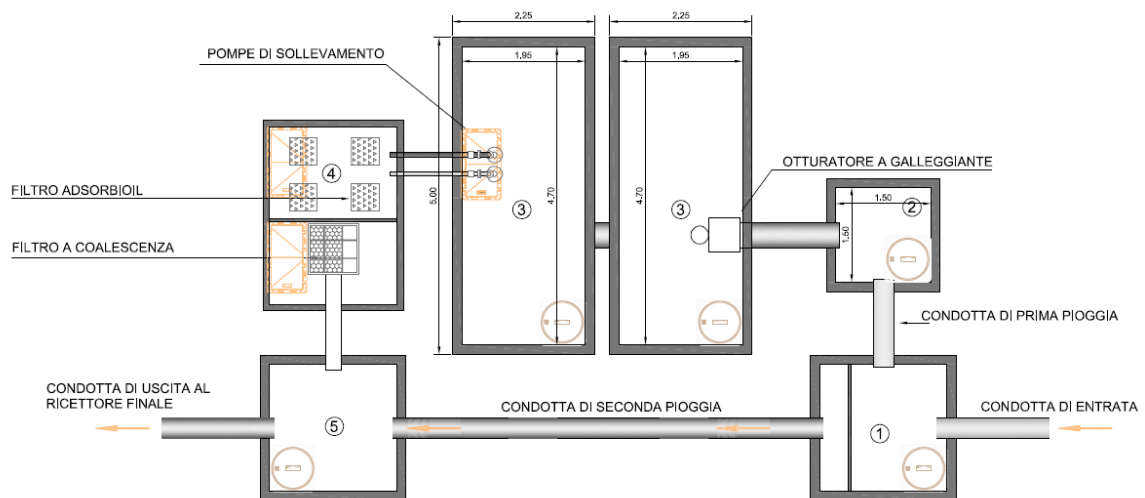 2.25
2.25
POMPE DI SOLLEVAMENTO
1,95
1,95
OTTURATORE A GALLEGGIANTE
4
FILTRO ADSORBIOIL
5.00
3
4.70
4.70
3
1.50
2
1.50
FILTRO A COALESCENZA
CONDOTTA DI PRIMA PIOGGIA
CONDOTTA DI USCITA AL
RICETTORE FINALE
CONDOTTA DI SECONDA PIOGGIA
CONDOTTA DI ENTRATA
5
1